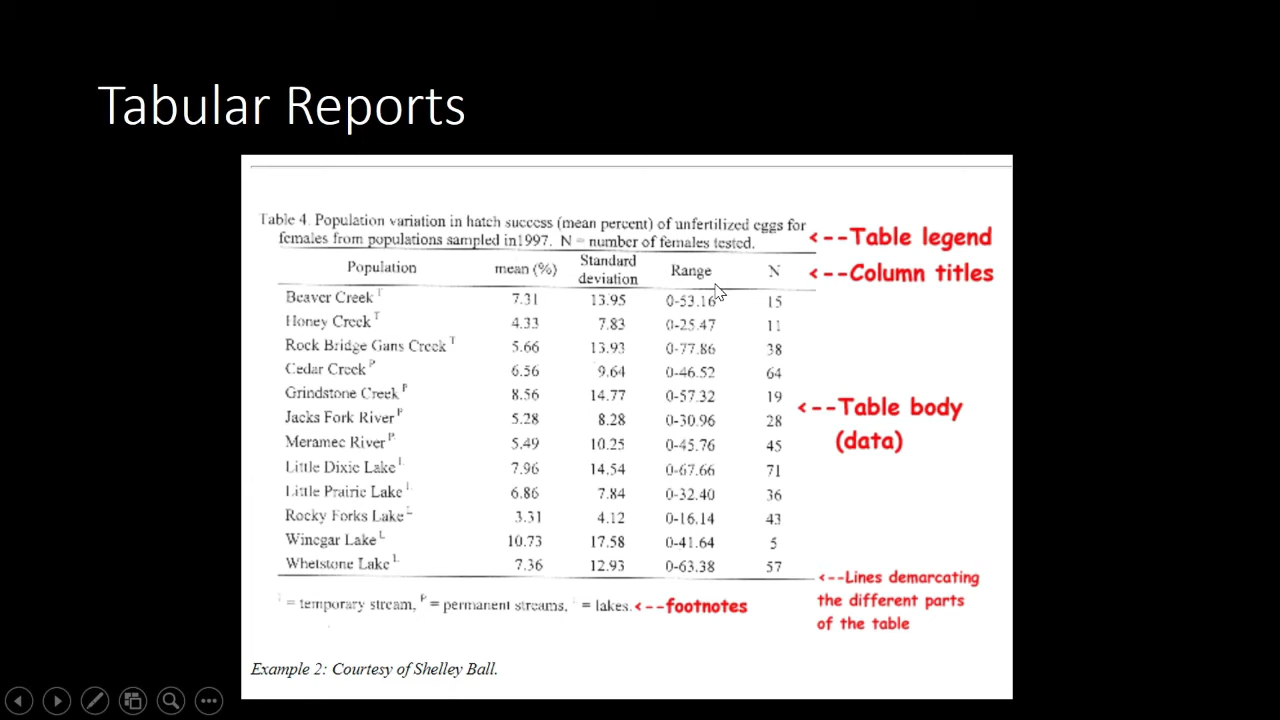 Tabular Reports
Table 4. Population variation in hatch success (mean percent) of unfertilized eggs for
females from populations sampled in1997. N = number of females tested.
<--Table legend
Population mean (%) Standard deviation Range N
<--Column titles
Beaver Creek T 7.31 13.95 0-53.16 15
Honey Creek T 4.33 7.83 0-25.47 11
Rock Bridge Gans Creek T 5.66 13.93 0-77.86 38
Cedar Creek P 6.56 9.64 0-46.52 64
Grindstone Creek P 8.56 14.77 0-57.32 19
Jacks Fork River P 5.28 8.28 0-30.96 28
Meramec River P 5.49 10.25 0-45.76 45
Little Dixie Lake L 7.96 14.54 0-67.66 71
Little Prairie Lake L 6.86 7.84 0-32.40 36
Rocky Forks Lake L 3.31 4.12 0-16.14 43
Winegar Lake L 10.73 17.58 0-41.64 5
Whetstone Lake L 7.36 12.93 0-63.38 57
<--Table body
(data)
<--Lines demarcating
the different parts
of the table
= temporary stream, P = permanent streams, = lakes.
<--footnotes
Example 2: Courtesy of Shelley Ball.